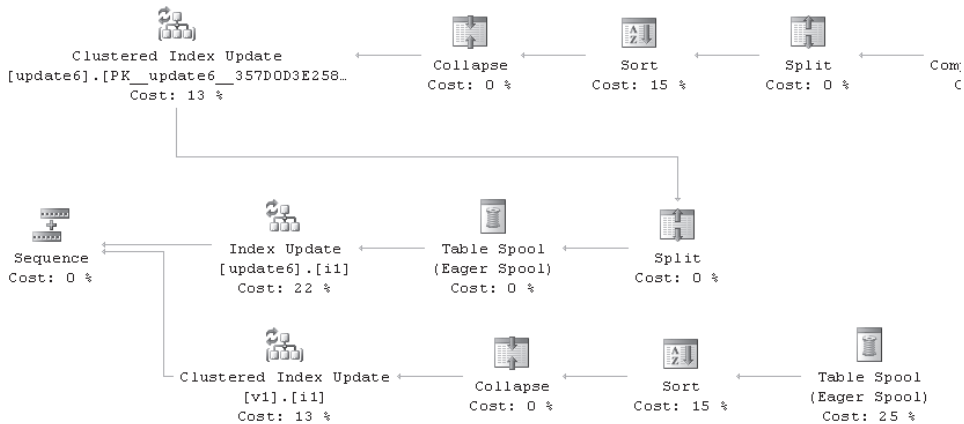 Clustered Index Update
[update6].[PK__update6__357D0D3E258…
Cost: 13 %
Collapse
Cost: 0 %
Sort
Cost: 15 %
Split
Cost: 0 %
Sequence
Cost: 0 %
Index Update
[update6].[i1]
Cost: 22 %
Table Spool
(Eager Spool)
Cost: 0 %
Split
Cost: 0 %
Clustered Index Update
[v1].[i1]
Cost: 13 %
Collapse
Cost: 0 %
Sort
Cost: 15 %
Table Spool
(Eager Spool)
Cost: 25 %